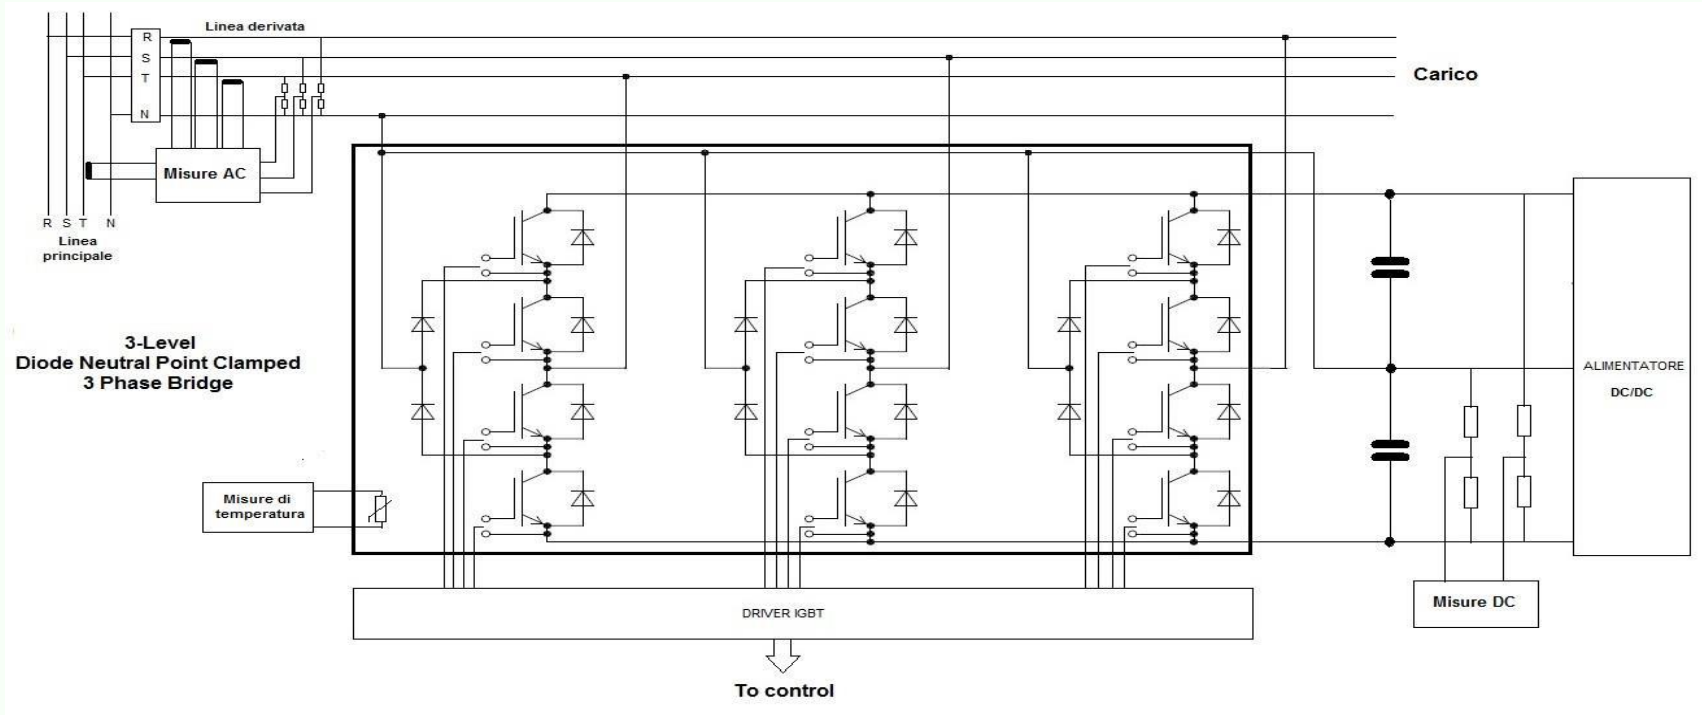 Linea derivata
R
S
T
N
Carico
Misure AC
R S T N
Linea
principale
3-Level
Diode Neutral Point Clamped
3 Phase Bridge
ALIMENTATORE
DC/DC
Misure di
temperatura
Misure DC
DRIVER IGBT
To control